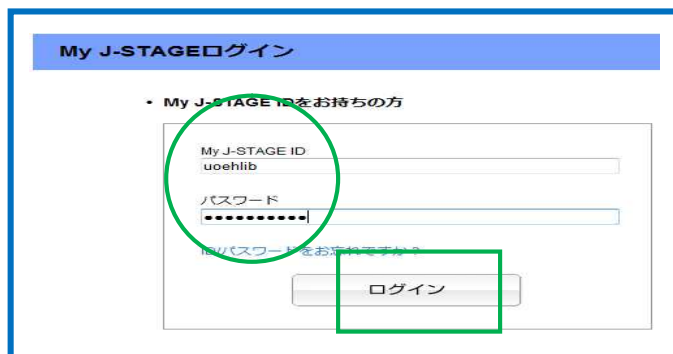 My J-STAGEログイン
・ My J-STAGE IDをお持ちの方
My J-STAGE ID
uoehlib
パスワード
●●●●●●●●●●
ID/パスワードをお忘れですか？
ログイン